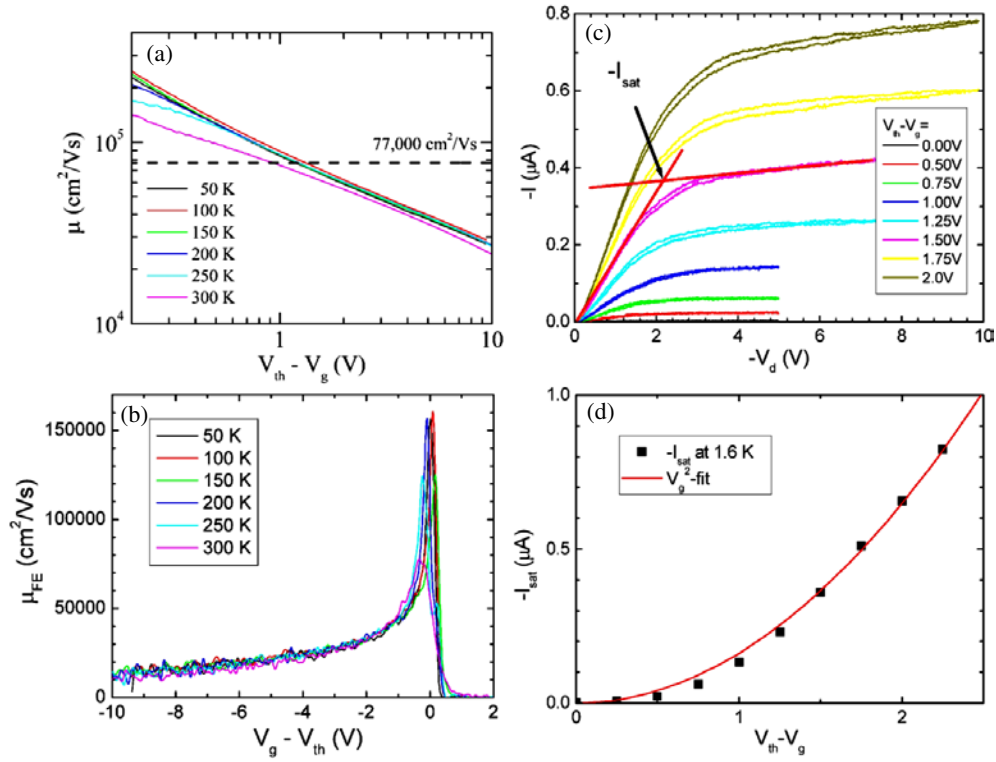 (a)
μ (cm²/Vs)
10⁵
10⁴
77,000 cm²/Vs
50 K
100 K
150 K
200 K
250 K
300 K
1
10
V_th - V_g (V)
(c)
-I (μA)
0.8
0.6
0.4
0.2
0.0
-I_sat
V_th-V_g=
0.00V
0.50V
0.75V
1.00V
1.25V
1.50V
1.75V
2.0V
0 2 4 6 8 10
-V_d (V)
(b)
μ_FE (cm²/Vs)
150000
100000
50000
0
50 K
100 K
150 K
200 K
250 K
300 K
-10 -8 -6 -4 -2 0 2
V_g - V_th (V)
(d)
-I_sat (μA)
1.0
0.5
0.0
-I_sat at 1.6 K
V_g²-fit
0 1 2
V_th-V_g